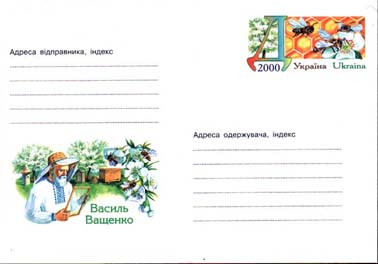 Д
2000
Україна Ukraina
Адреса відправника, індекс
Адреса одержувача, індекс
Василь
Ващенко